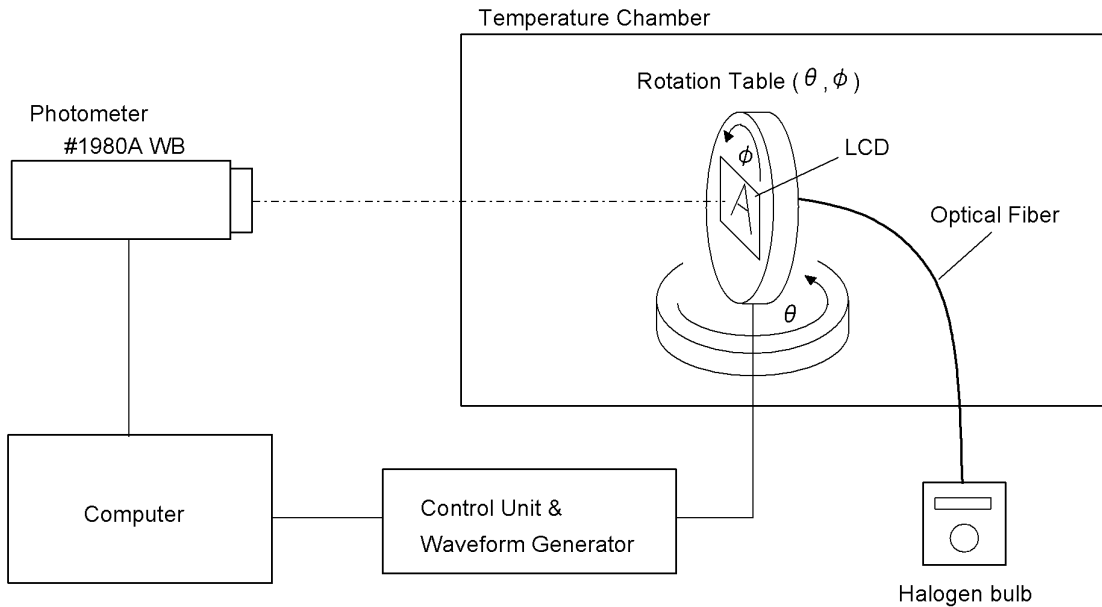 Temperature Chamber
Rotation Table ( θ , ϕ )
Photometer
#1980A WB
ϕ
LCD
A
Optical Fiber
θ
Computer
Control Unit &
Waveform Generator
Halogen bulb